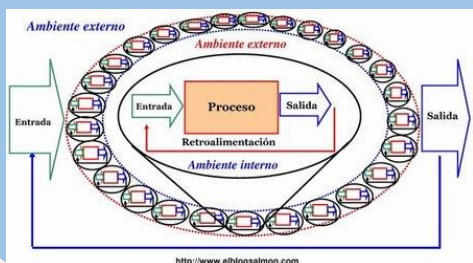 Ambiente externo
Ambiente externo
Entrada
Entrada
Proceso
Salida
Salida
Retroalimentación
Ambiente interno
http://www.elblogsalmon.com